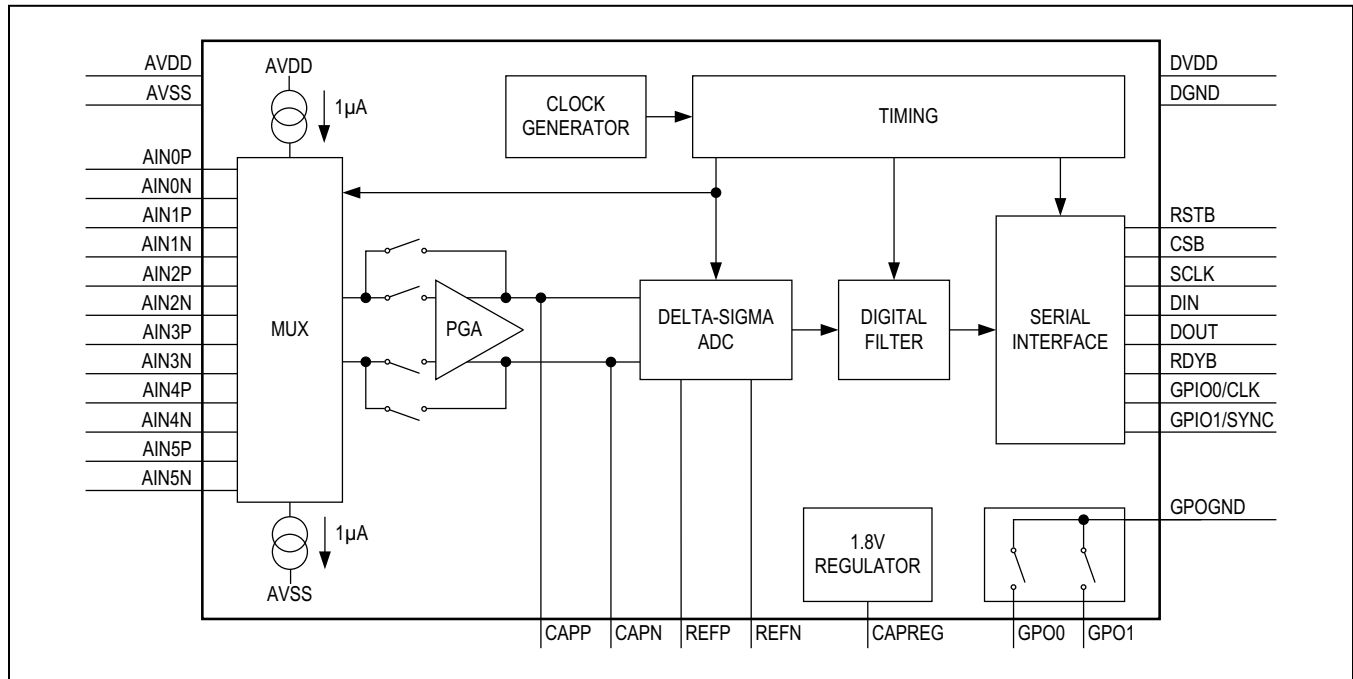 AVDD
AVSS
AIN0P
AIN0N
AIN1P
AIN1N
AIN2P
AIN2N
AIN3P
AIN3N
AIN4P
AIN4N
AIN5P
AIN5N
AVDD
1µA
MUX
1µA
AVSS
PGA
CLOCK
GENERATOR
TIMING
DELTA-SIGMA
ADC
DIGITAL
FILTER
SERIAL
INTERFACE
1.8V
REGULATOR
DVDD
DGND
RSTB
CSB
SCLK
DIN
DOUT
RDYB
GPIO0/CLK
GPIO1/SYNC
GPOGND
CAPP
CAPN
REFP
REFN
CAPREG
GPO0
GPO1